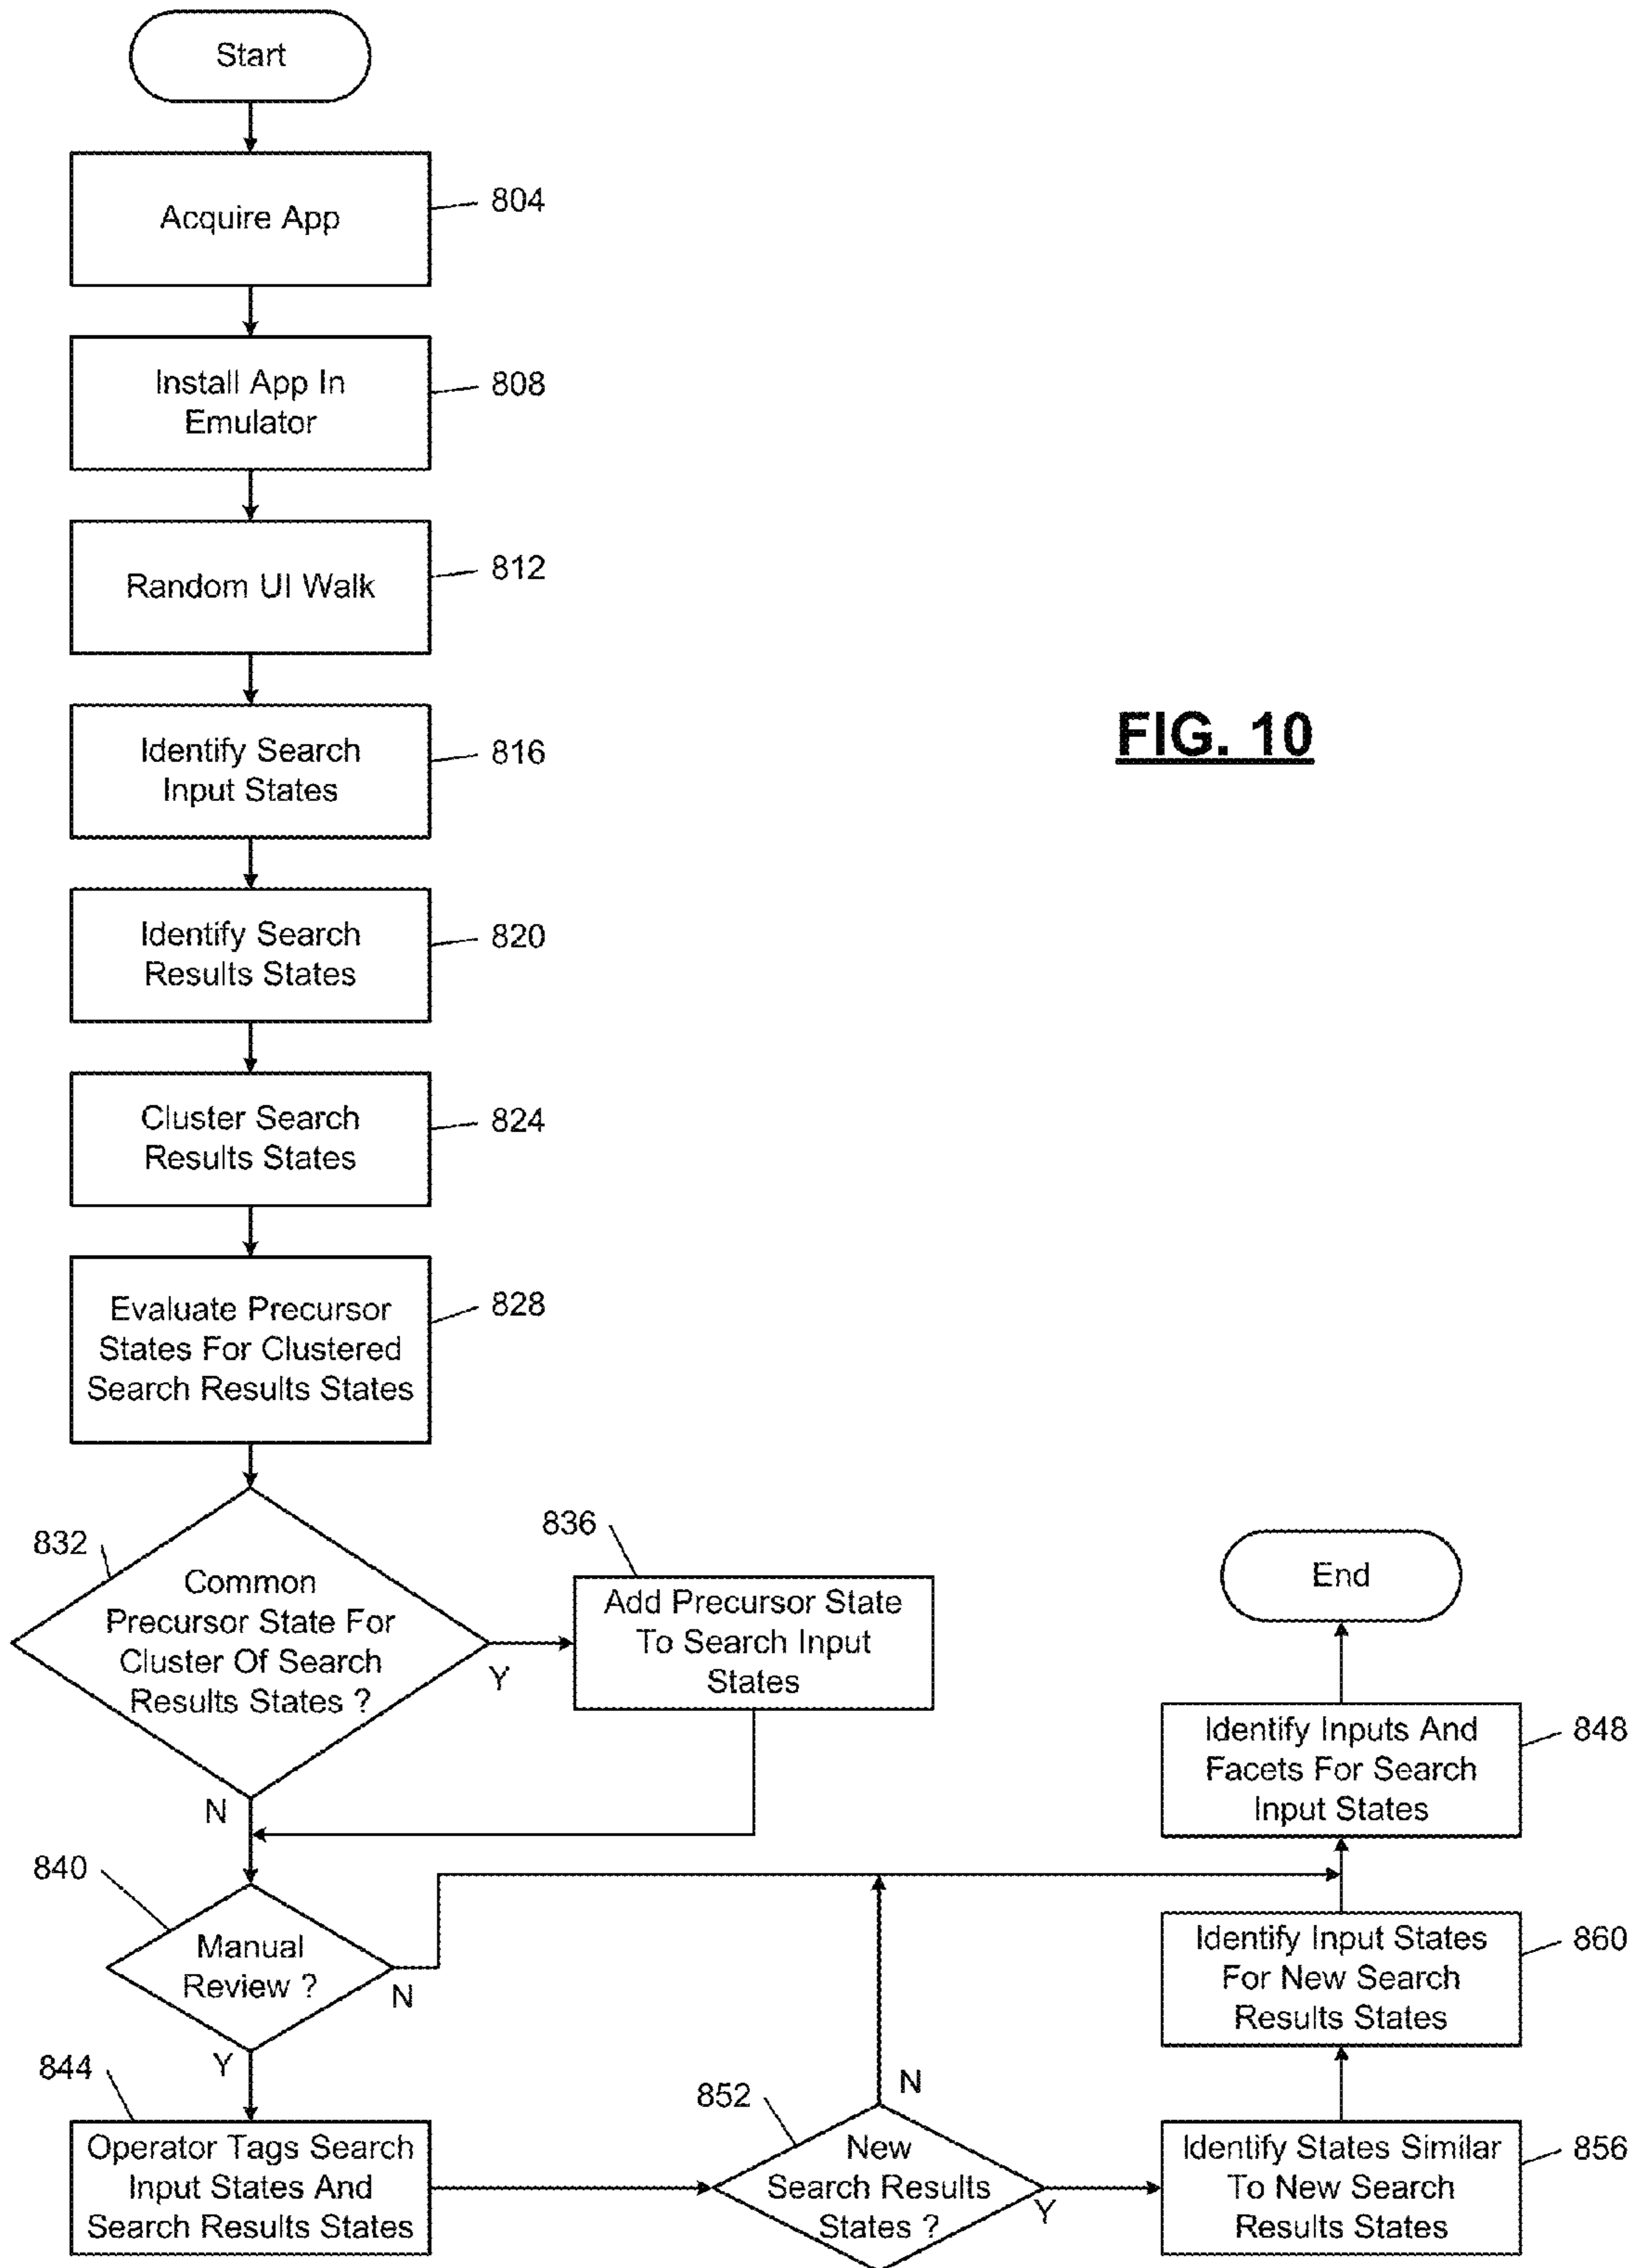 Start
Acquire App
804
Install App In
Emulator
808
Random UI Walk
812
Identify Search
Input States
816
FIG. 10
Identify Search
Results States
820
Cluster Search
Results States
824
Evaluate Precursor
States For Clustered
Search Results States
828
832
Common
Precursor State For
Cluster Of Search
Results States ?
Y
N
836
Add Precursor State
To Search Input
States
End
Identify Inputs And
Facets For Search
Input States
848
840
Manual
Review ?
N
Y
Identify Input States
For New Search
Results States
860
844
Operator Tags Search
Input States And
Search Results States
852
N
New
Search Results
States ?
Y
Identify States Similar
To New Search
Results States
856